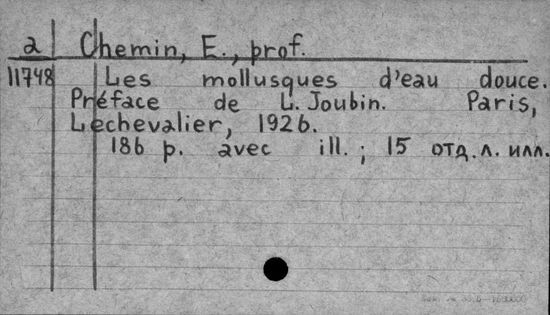 2 Chemin, E., prof.
11748 Les mollusques d'eau douce.
Préface de L. Joubin. Paris,
Lechevalier, 1926.
186 p. avec ill.; 15 отд. л. илл.